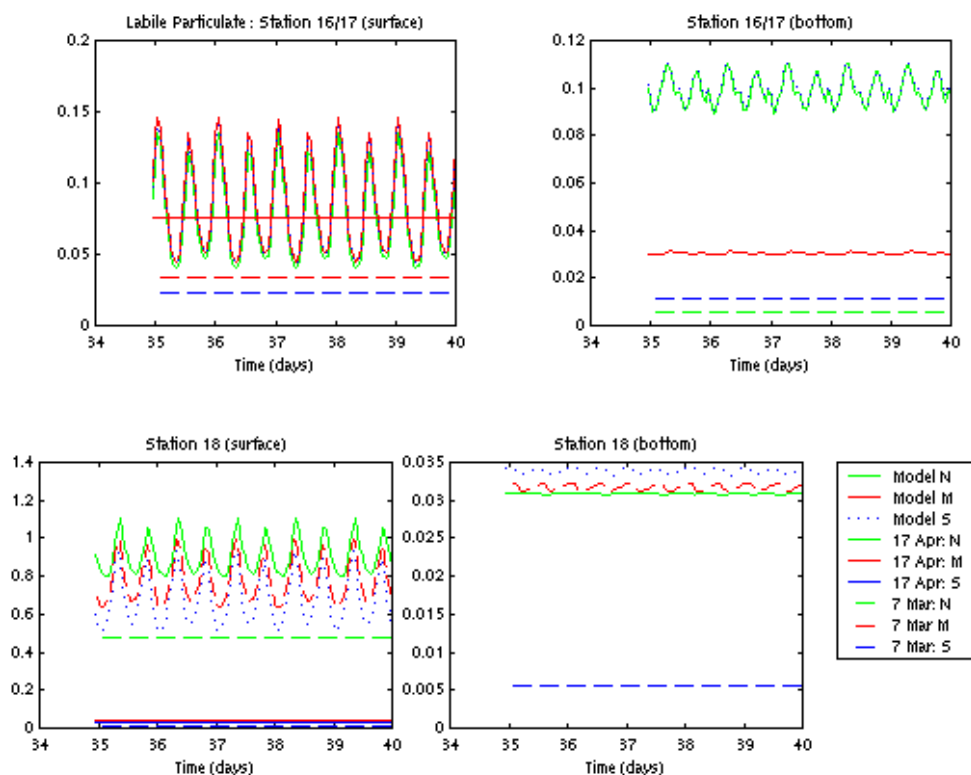 Labile Particulate : Station 16/17 (surface)
0.2
0.15
0.1
0.05
0
34 35 36 37 38 39 40
Time (days)
Station 16/17 (bottom)
0.12
0.1
0.08
0.06
0.04
0.02
0
34 35 36 37 38 39 40
Time (days)
Station 18 (surface)
1.4
1.2
1
0.8
0.6
0.4
0.2
0
34 35 36 37 38 39 40
Time (days)
Station 18 (bottom)
0.035
0.03
0.025
0.02
0.015
0.01
0.005
0
34 35 36 37 38 39 40
Time (days)
Model N
Model M
Model S
17 Apr: N
17 Apr: M
17 Apr: S
7 Mar: N
7 Mar: M
7 Mar: S